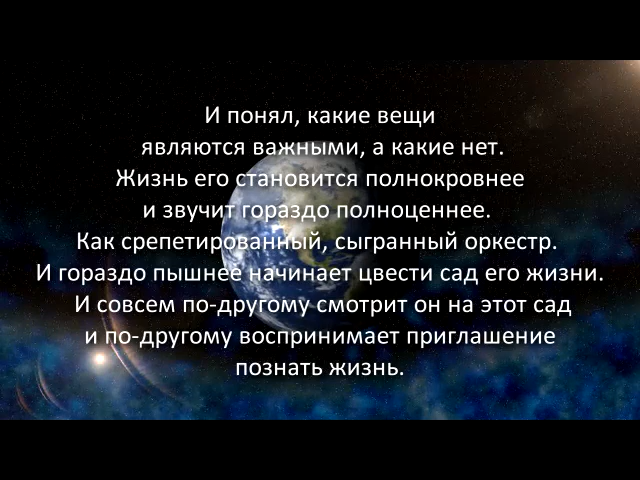 И понял, какие вещи
являются важными, а какие нет.
Жизнь его становится полнокровнее
и звучит гораздо полноценнее.
Как срепетированный, сыгранный оркестр.
И гораздо пышнее начинает цвести сад его жизни.
И совсем по-другому смотрит он на этот сад
и по-другому воспринимает приглашение
познать жизнь.